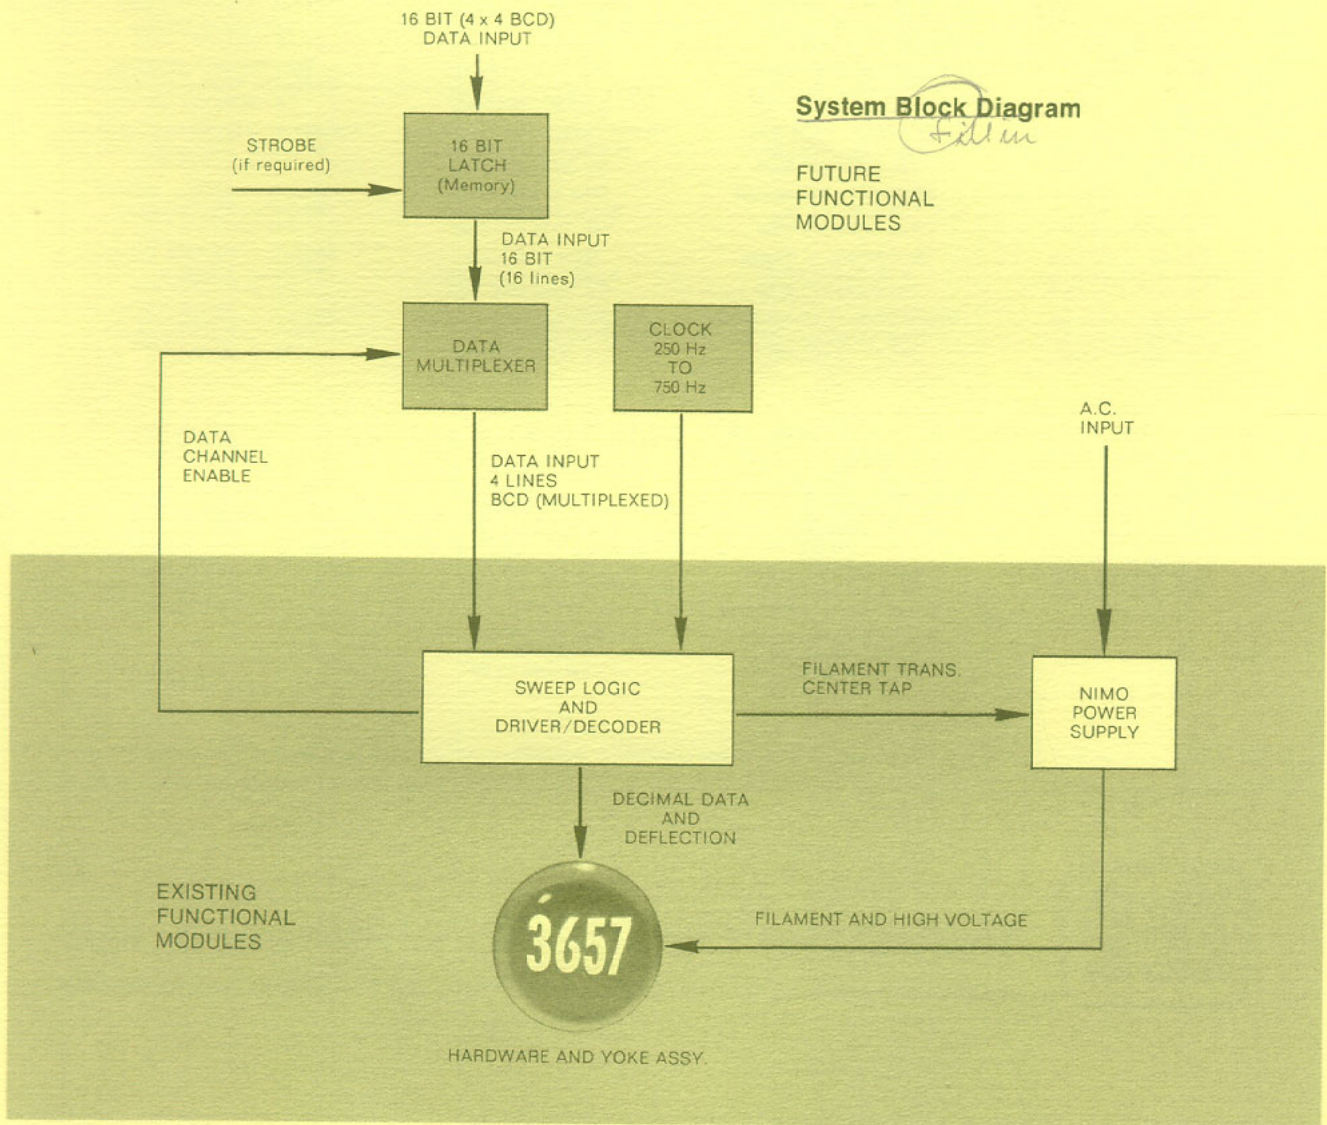 16 BIT (4 x 4 BCD)
DATA INPUT
System Block Diagram
Fill in
STROBE
(if required)
16 BIT
LATCH
(Memory)
FUTURE
FUNCTIONAL
MODULES
DATA INPUT
16 BIT
(16 lines)
DATA
MULTIPLEXER
CLOCK
250 Hz
TO
750 Hz
A.C.
INPUT
DATA
CHANNEL
ENABLE
DATA INPUT
4 LINES
BCD (MULTIPLEXED)
SWEEP LOGIC
AND
DRIVER/DECODER
FILAMENT TRANS.
CENTER TAP
NIMO
POWER
SUPPLY
DECIMAL DATA
AND
DEFLECTION
EXISTING
FUNCTIONAL
MODULES
3657
FILAMENT AND HIGH VOLTAGE
HARDWARE AND YOKE ASSY.